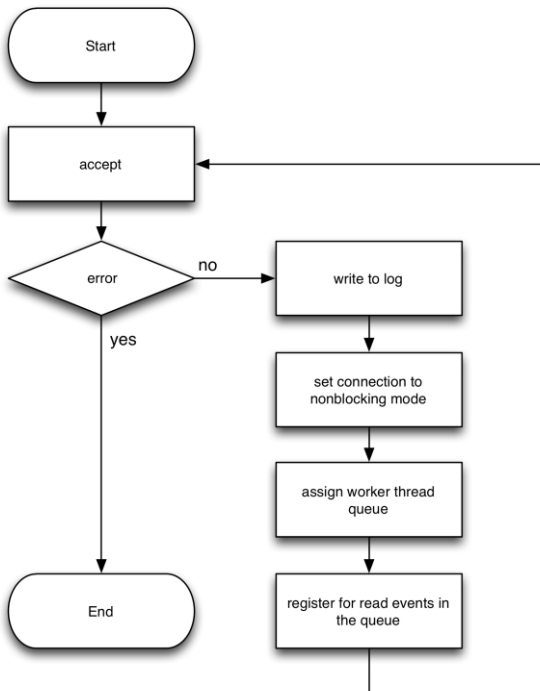 Start
accept
error
no
write to log
yes
set connection to
nonblocking mode
assign worker thread
queue
End
register for read events in
the queue